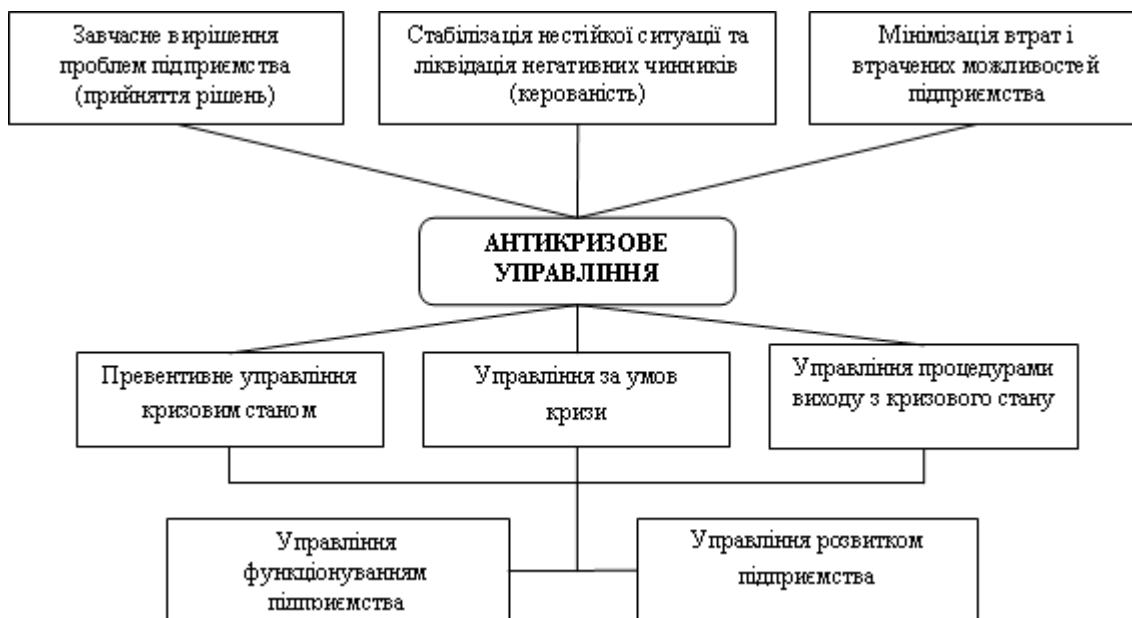 Завчасне вирішення
проблем підприємства
(прийняття рішень)
Стабілізація нестійкої ситуації та
ліквідація негативних чинників
(керованість)
Мінімізація втрат і
втрачених можливостей
підприємства
АНТИКРИЗОВЕ
УПРАВЛІННЯ
Превентивне управління
кризовим станом
Управління за умов
кризи
Управління процедурами
виходу з кризового стану
Управління
функціонуванням
підприємства
Управління розвитком
підприємства